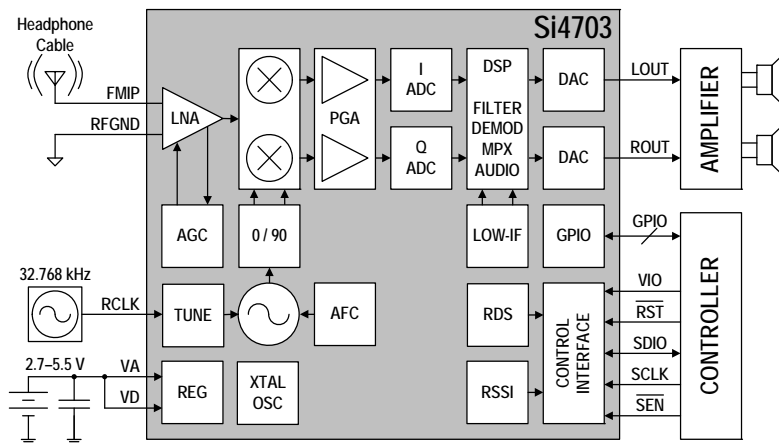 Headphone
Cable
Si4703
FMIP
RFGND
LNA
PGA
I
ADC
Q
ADC
DSP
FILTER
DEMOD
MPX
AUDIO
DAC
DAC
LOUT
ROUT
AMPLIFIER
AGC
0 / 90
LOW-IF
GPIO
GPIO
32.768 kHz
RCLK
TUNE
AFC
RDS
CONTROL
INTERFACE
VIO
RST
SDIO
SCLK
SEN
CONTROLLER
2.7–5.5 V
VA
VD
REG
XTAL
OSC
RSSI